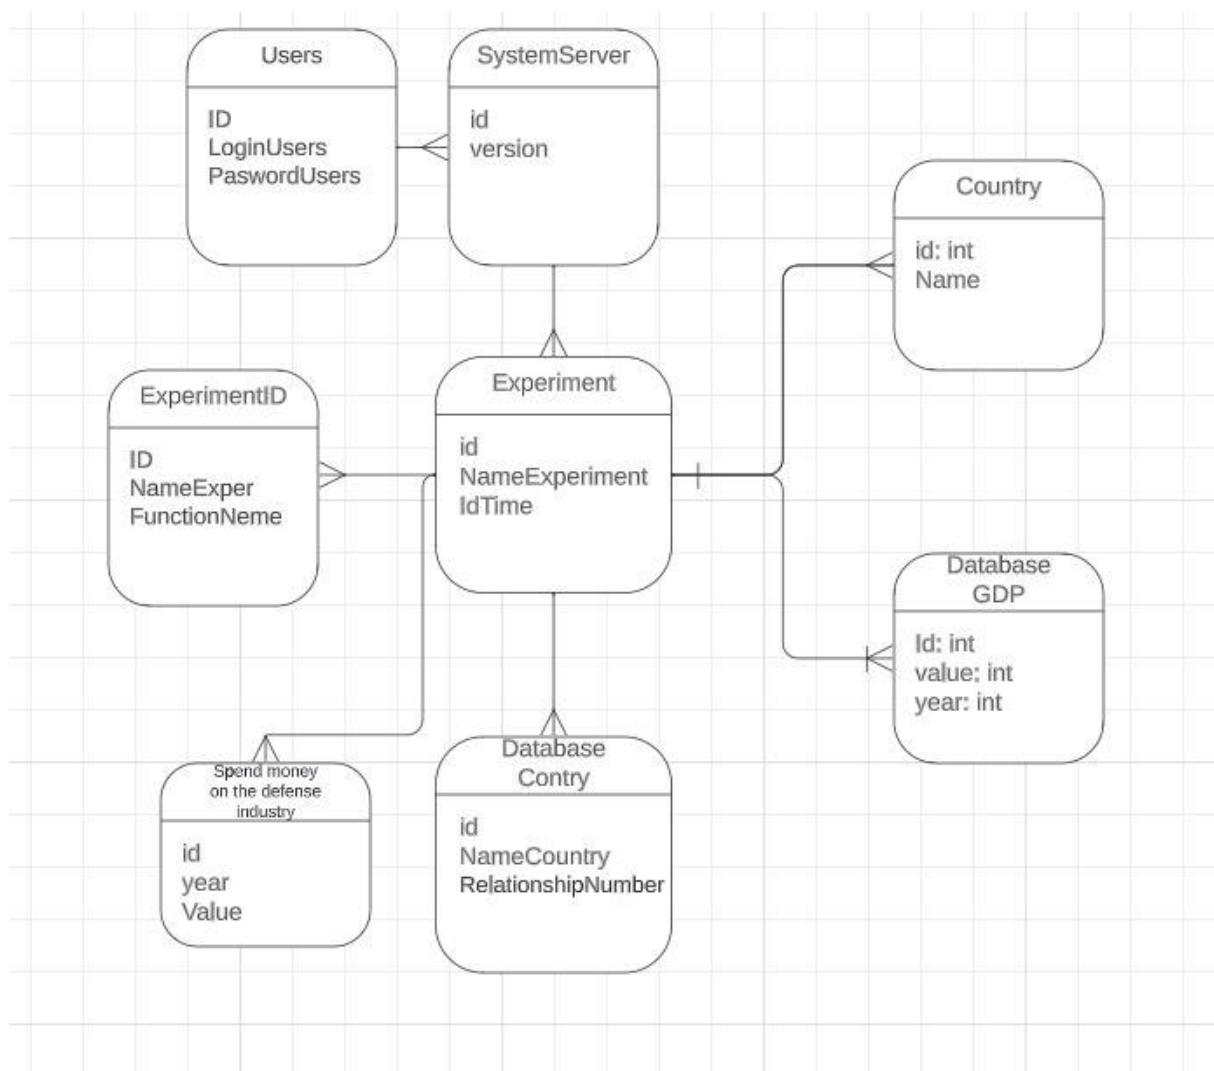 Users
ID
LoginUsers
PaswordUsers
SystemServer
id
version
Country
id: int
Name
ExperimentID
ID
NameExper
FunctionNeme
Experiment
id
NameExperiment
IdTime
Database
GDP
Id: int
value: int
year: int
Spend money
on the defense
industry
id
year
Value
Database
Contry
id
NameCountry
RelationshipNumber